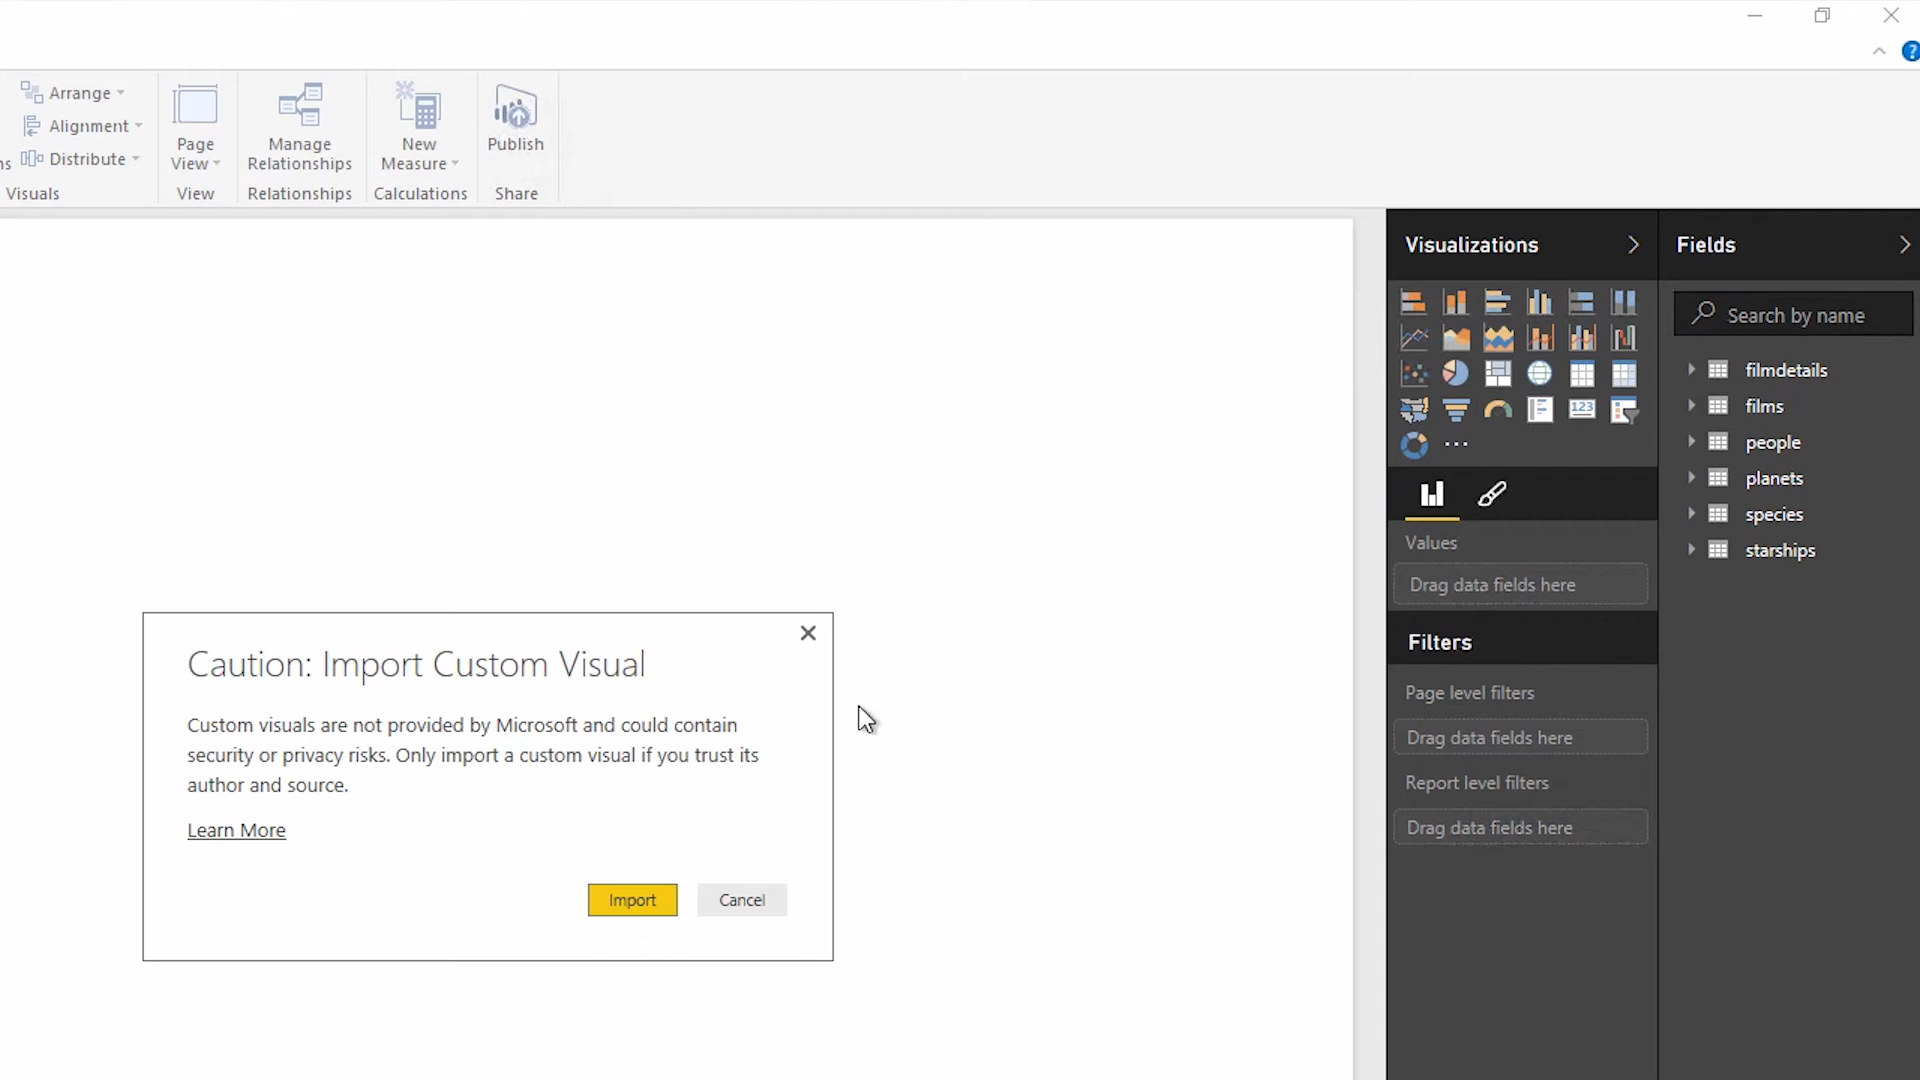 Arrange
Alignment
s Distribute
Visuals
Page
View
View
Manage
Relationships
Relationships
New
Measure
Calculations
Publish
Share
?
Visualizations
Fields
Search by name
123
filmdetails
films
people
planets
species
starships
Values
Drag data fields here
Filters
Page level filters
Drag data fields here
Report level filters
Drag data fields here
Caution: Import Custom Visual
Custom visuals are not provided by Microsoft and could contain
security or privacy risks. Only import a custom visual if you trust its
author and source.
Learn More
Import
Cancel